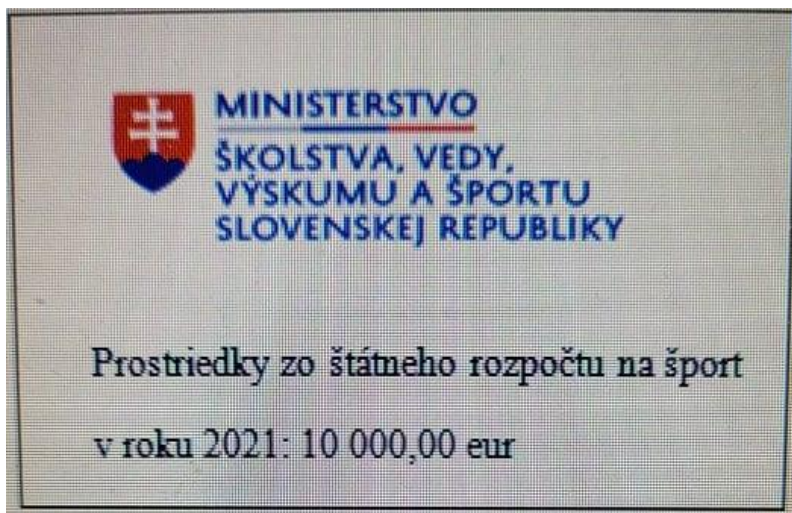 MINISTERSTVO
ŠKOLSTVA, VEDY,
VÝSKUMU A ŠPORTU
SLOVENSKEJ REPUBLIKY
Prostriedky zo štátneho rozpočtu na šport
v roku 2021: 10 000,00 eur